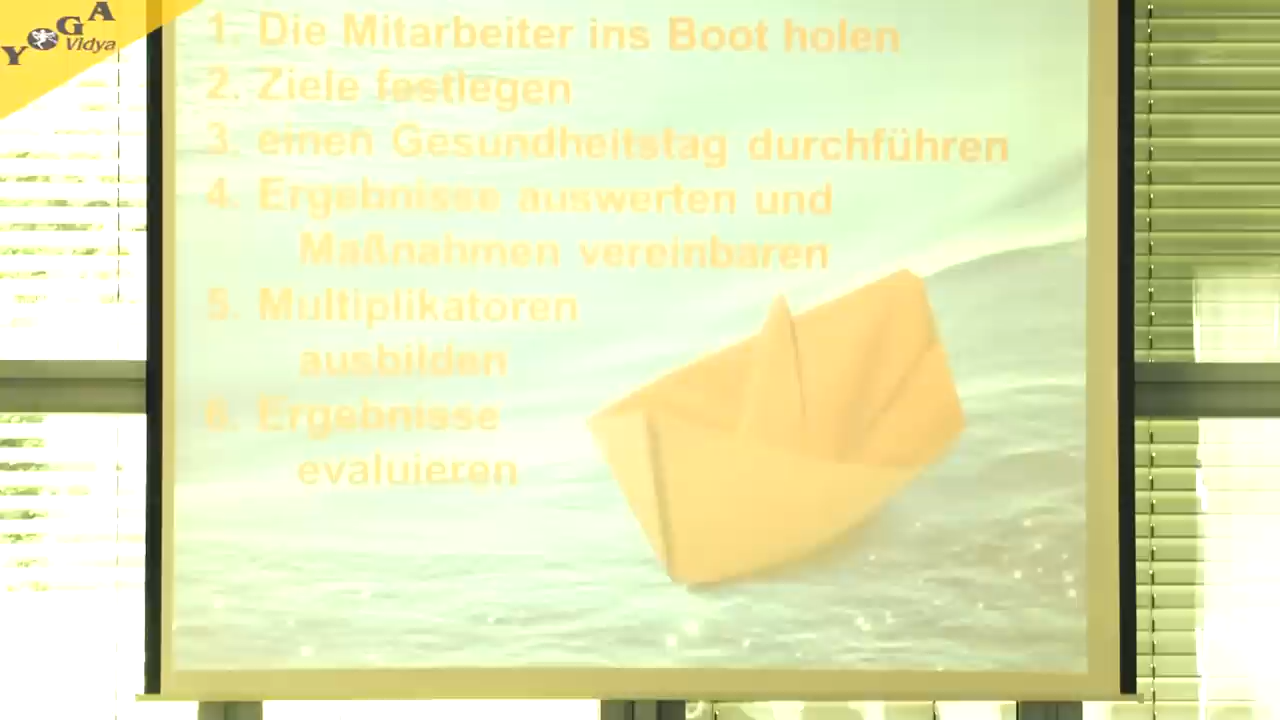 YOGA
Vidya
1. Die Mitarbeiter ins Boot holen
2. Ziele festlegen
3. einen Gesundheitstag durchführen
4. Ergebnisse auswerten und
Maßnahmen vereinbaren
5. Multiplikatoren
ausbilden
6. Ergebnisse
evaluieren